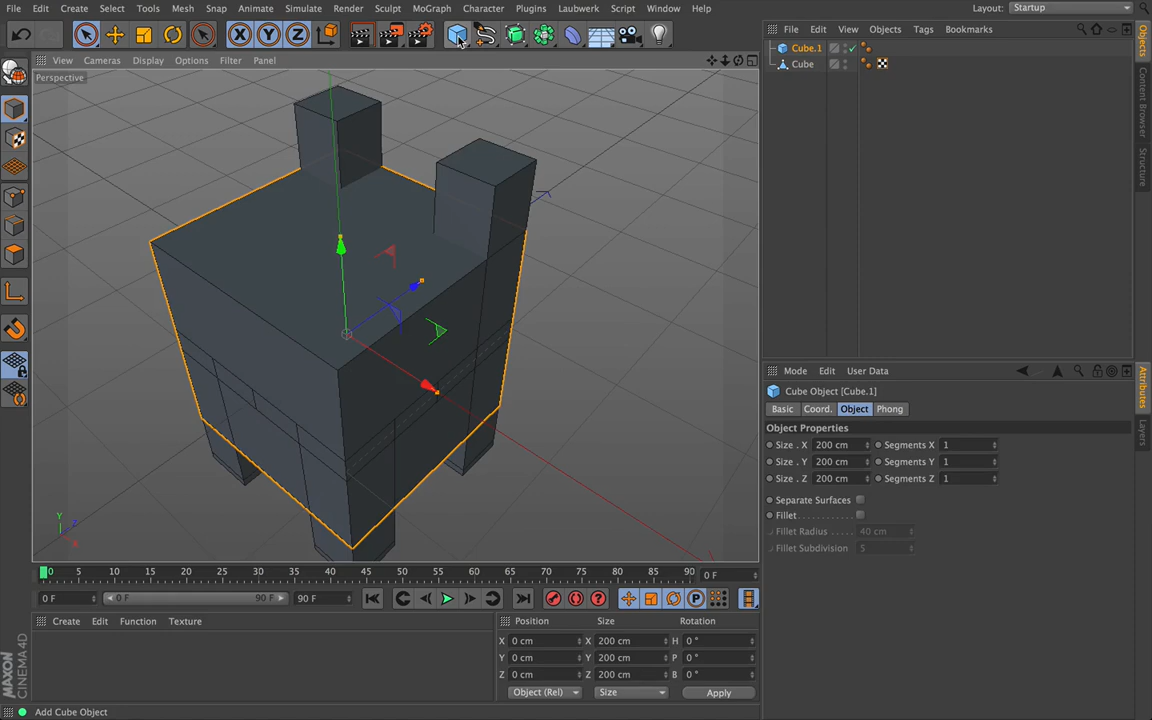 File Edit Create Select Tools Mesh Snap Animate Simulate Render Sculpt MoGraph Character Plugins Laubwerk Script Window Help Layout: Startup
X Y Z
View Cameras Display Options Filter Panel
Perspective
File Edit View Objects Tags Bookmarks
Cube.1
Cube
Objects
Content Browser
Structure
Mode Edit User Data
Cube Object [Cube.1]
Basic Coord. Object Phong
Object Properties
Size . X 200 cm Segments X 1
Size . Y 200 cm Segments Y 1
Size . Z 200 cm Segments Z 1
Separate Surfaces
Fillet
Fillet Radius 40 cm
Fillet Subdivision 5
Attributes
Layers
Y
Z
X
0 5 10 15 20 25 30 35 40 45 50 55 60 65 70 75 80 85 90 0 F
0 F 0 F 90 F 90 F
P
Create Edit Function Texture
Position Size Rotation
X 0 cm X 200 cm H 0 °
Y 0 cm Y 200 cm P 0 °
Z 0 cm Z 200 cm B 0 °
Object (Rel) Size Apply
MAXON
CINEMA 4D
Add Cube Object